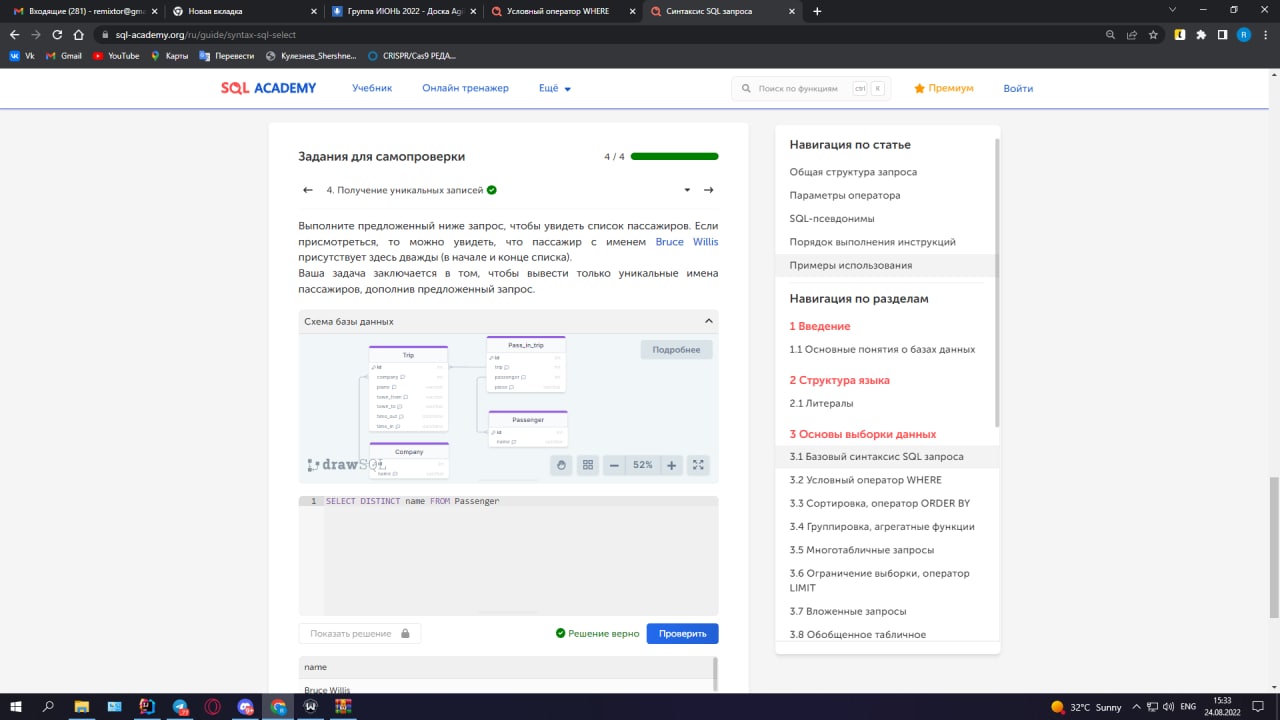 Входящие (281) - remixtor@gma
Новая вкладка
ГОРМ 2022 - Доска Ag
Условный оператор WHERE
Синтаксис SQL запроса
sql-academy.org/ru/guide/syntax-sql-select
Vk
Gmail
YouTube
Карты
Перевести
Кулезнев_Shershne...
CRISPR/Cas9 РЕДА...
SQL ACADEMY
Учебник
Онлайн тренажер
Ещё
Поиск по функциям
ctrl
K
Премиум
Войти
Задания для самопроверки
4 / 4
4. Получение уникальных записей
Выполните предложенный ниже запрос, чтобы увидеть список пассажиров. Если
присмотреться, то можно увидеть, что пассажир с именем Bruce Willis
присутствует здесь дважды (в начале и конце списка).
Ваша задача заключается в том, чтобы вывести только уникальные имена
пассажиров, дополнив предложенный запрос.
Схема базы данных
Подробнее
Trip
id
company
plane
town_from
town_to
time_out
time_in
Pass_in_trip
id
trip
passenger
place
Passenger
id
name
Company
id
name
drawSQL
52%
1 SELECT DISTINCT name FROM Passenger
Показать решение
Решение верно
Проверить
name
Bruce Willis
Навигация по статье
Общая структура запроса
Параметры оператора
SQL-псевдонимы
Порядок выполнения инструкций
Примеры использования
Навигация по разделам
1 Введение
1.1 Основные понятия о базах данных
2 Структура языка
2.1 Литералы
3 Основы выборки данных
3.1 Базовый синтаксис SQL запроса
3.2 Условный оператор WHERE
3.3 Сортировка, оператор ORDER BY
3.4 Группировка, агрегатные функции
3.5 Многотабличные запросы
3.6 Ограничение выборки, оператор
LIMIT
3.7 Вложенные запросы
3.8 Обобщенное табличное
32°C Sunny
ENG
15:33
24.08.2022